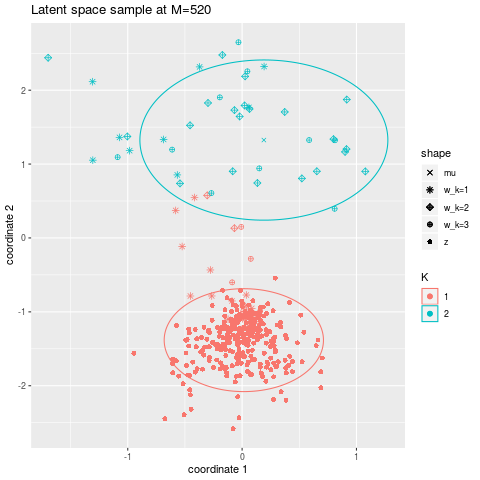 Latent space sample at M=520
coordinate 2
2
1
0
-1
-2
-1
0
1
coordinate 1
shape
mu
w_k=1
w_k=2
w_k=3
z
K
1
2